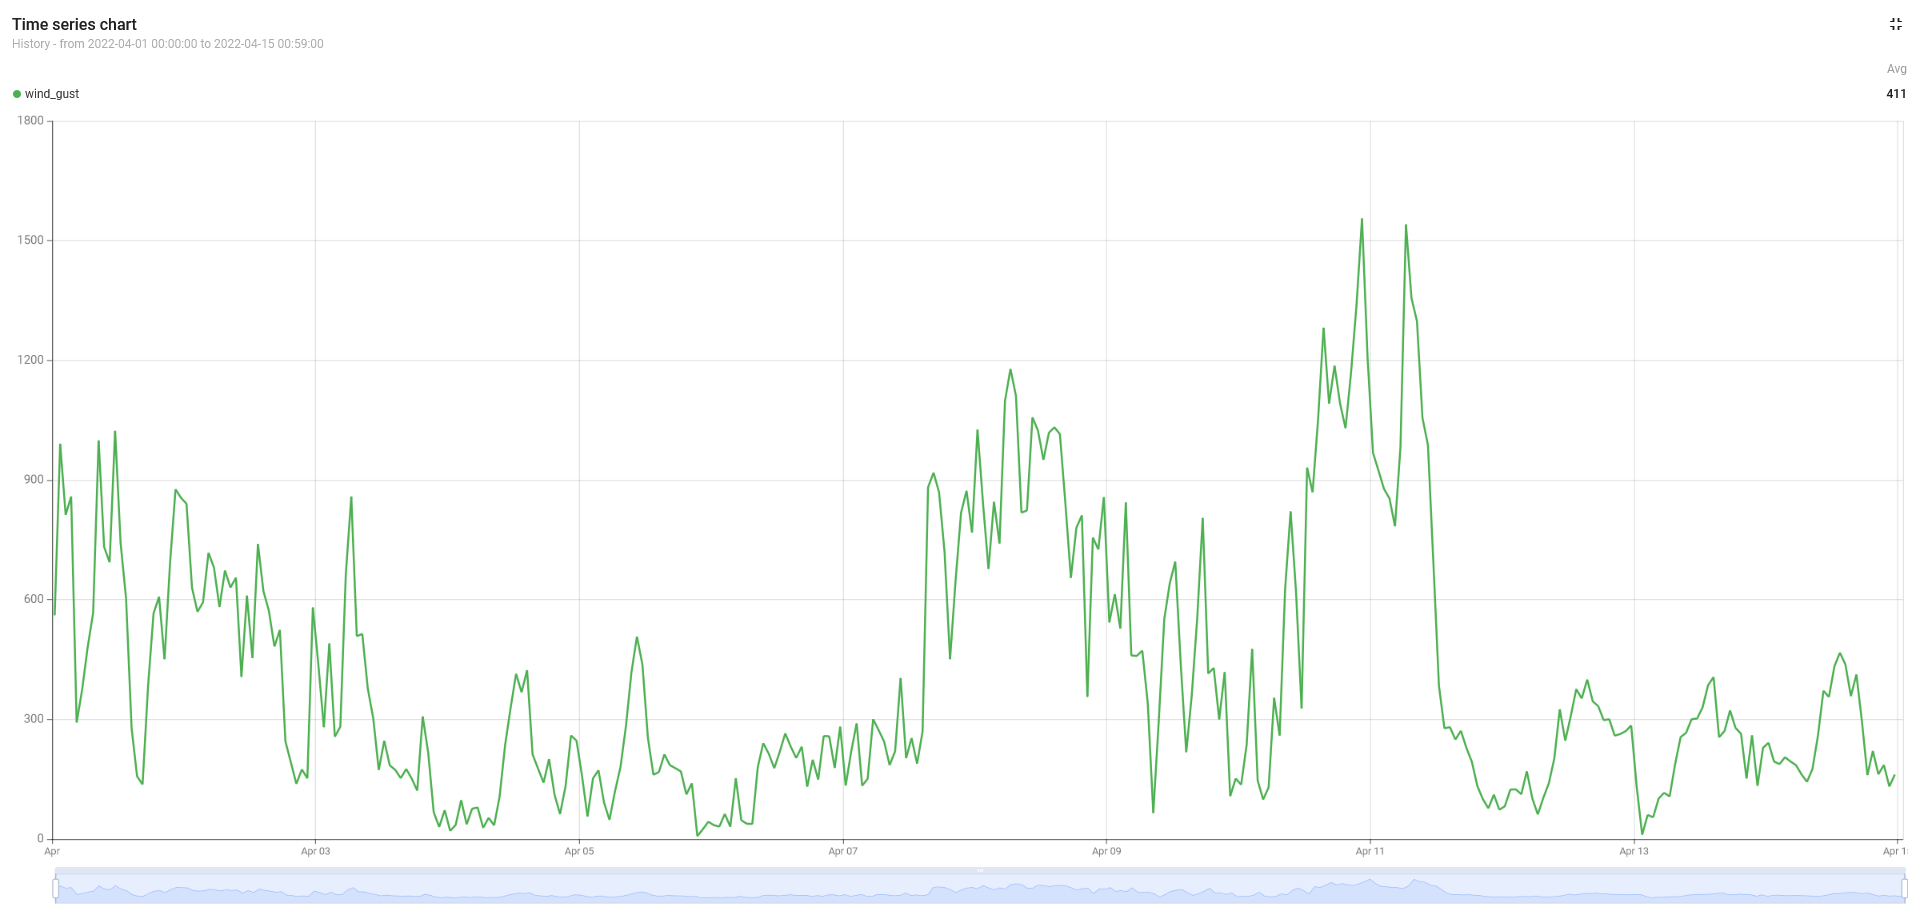 Time series chart
History - from 2022-04-01 00:00:00 to 2022-04-15 00:59:00
Avg
wind_gust 411
1800
1500
1200
900
600
300
0
Apr Apr 03 Apr 05 Apr 07 Apr 09 Apr 11 Apr 13 Apr 1